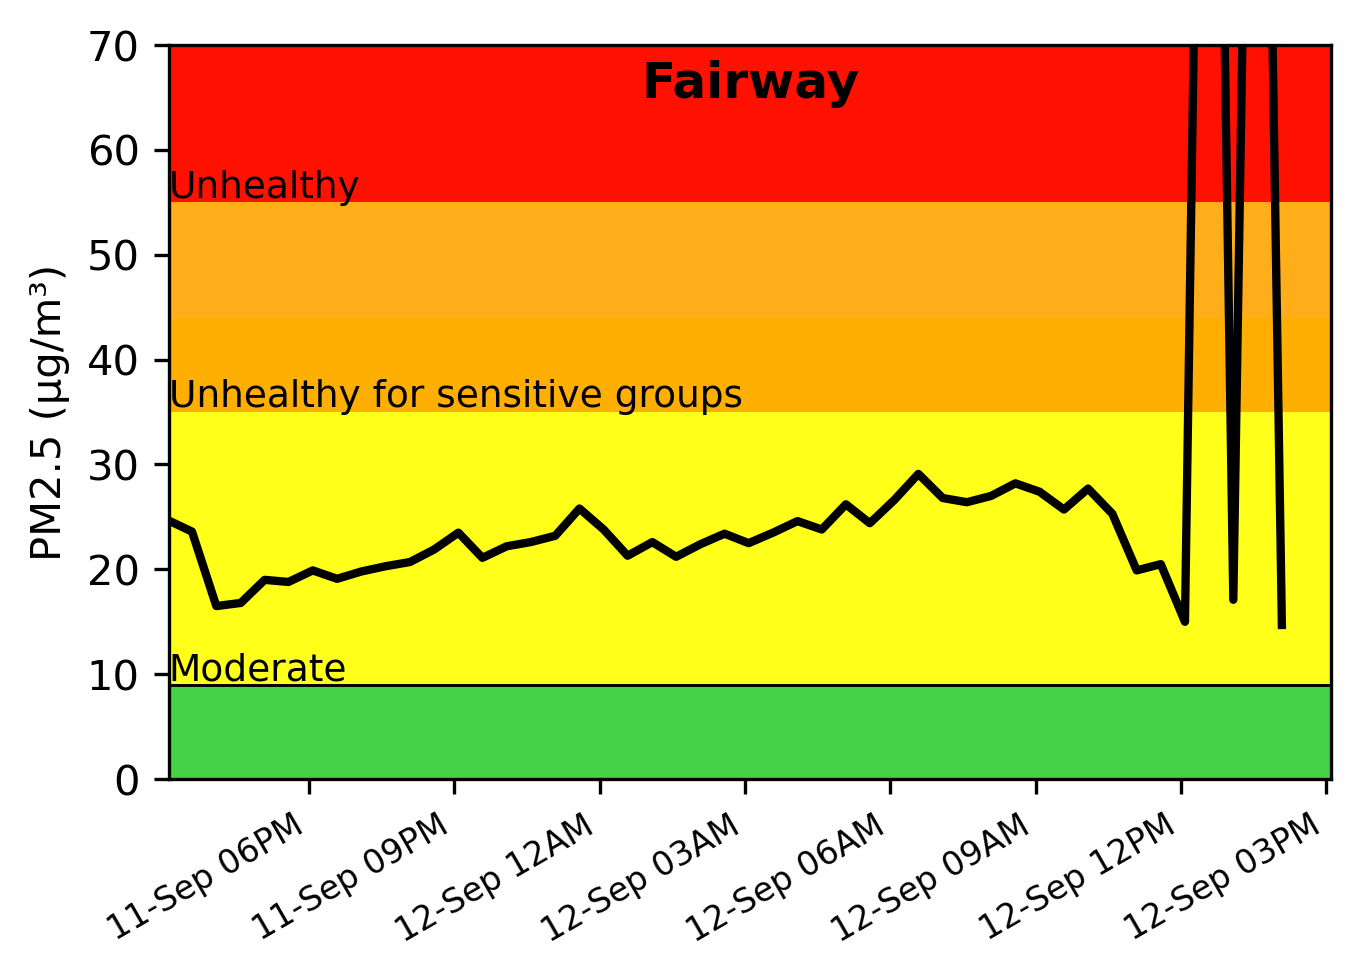 Fairway
70
60
50
40
30
20
10
0
PM2.5 (µg/m³)
Unhealthy
Unhealthy for sensitive groups
Moderate
11-Sep 06PM
11-Sep 09PM
12-Sep 12AM
12-Sep 03AM
12-Sep 06AM
12-Sep 09AM
12-Sep 12PM
12-Sep 03PM